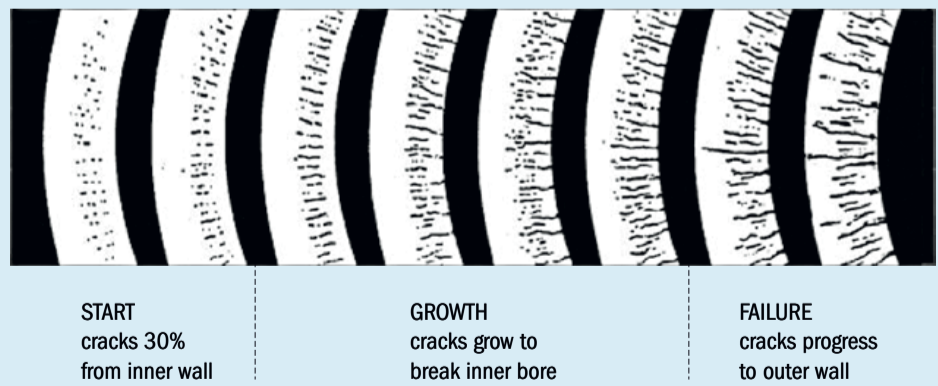 START
cracks 30%
from inner wall
GROWTH
cracks grow to
break inner bore
FAILURE
cracks progress
to outer wall